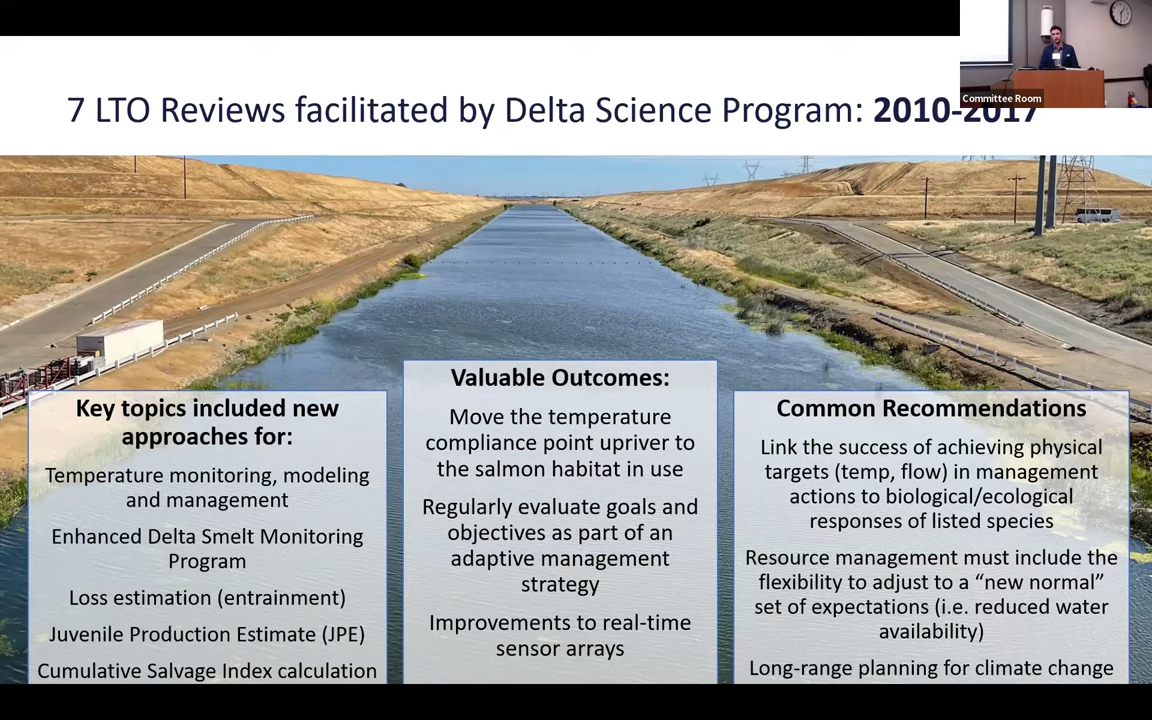 Committee Room
7 LTO Reviews facilitated by Delta Science Program: 2010-2017
Key topics included new
approaches for:
Temperature monitoring, modeling
and management
Enhanced Delta Smelt Monitoring
Program
Loss estimation (entrainment)
Juvenile Production Estimate (JPE)
Cumulative Salvage Index calculation
Valuable Outcomes:
Move the temperature
compliance point upriver to
the salmon habitat in use
Regularly evaluate goals and
objectives as part of an
adaptive management
strategy
Improvements to real-time
sensor arrays
Common Recommendations
Link the success of achieving physical
targets (temp, flow) in management
actions to biological/ecological
responses of listed species
Resource management must include the
flexibility to adjust to a “new normal”
set of expectations (i.e. reduced water
availability)
Long-range planning for climate change